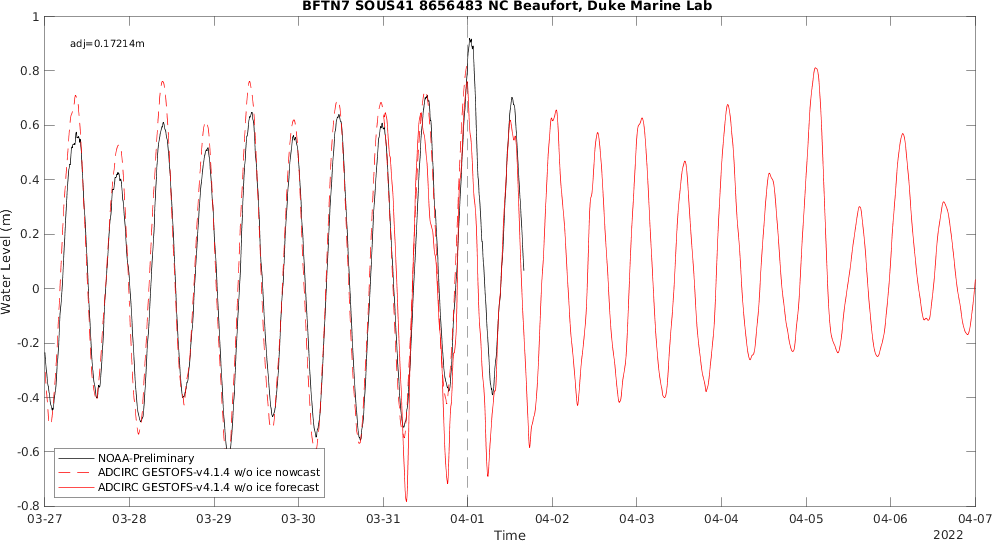 BFTN7 SOUS41 8656483 NC Beaufort, Duke Marine Lab
adj=0.17214m
1
0.8
0.6
0.4
0.2
0
-0.2
-0.4
-0.6
-0.8
Water Level (m)
NOAA-Preliminary
ADCIRC GESTOFS-v4.1.4 w/o ice nowcast
ADCIRC GESTOFS-v4.1.4 w/o ice forecast
03-27 03-28 03-29 03-30 03-31 04-01 04-02 04-03 04-04 04-05 04-06 04-07
Time
2022